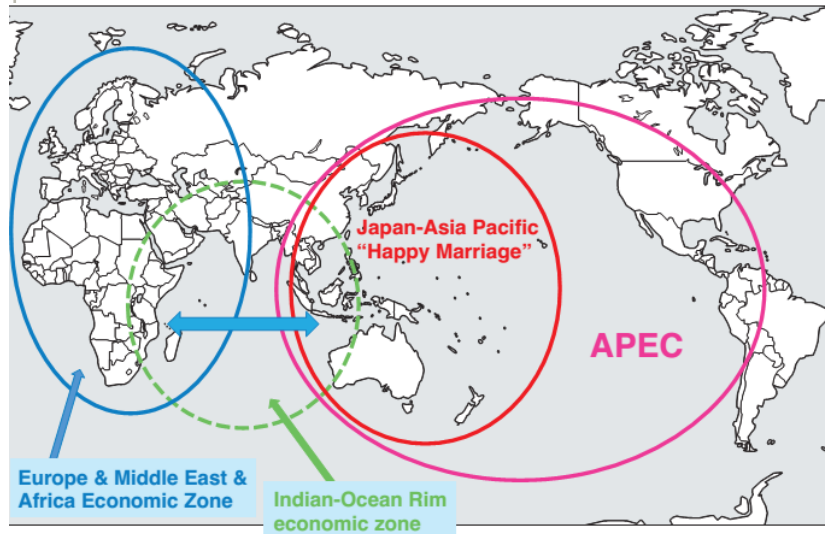 Japan-Asia Pacific
“Happy Marriage”
APEC
Europe & Middle East &
Africa Economic Zone
Indian-Ocean Rim
economic zone